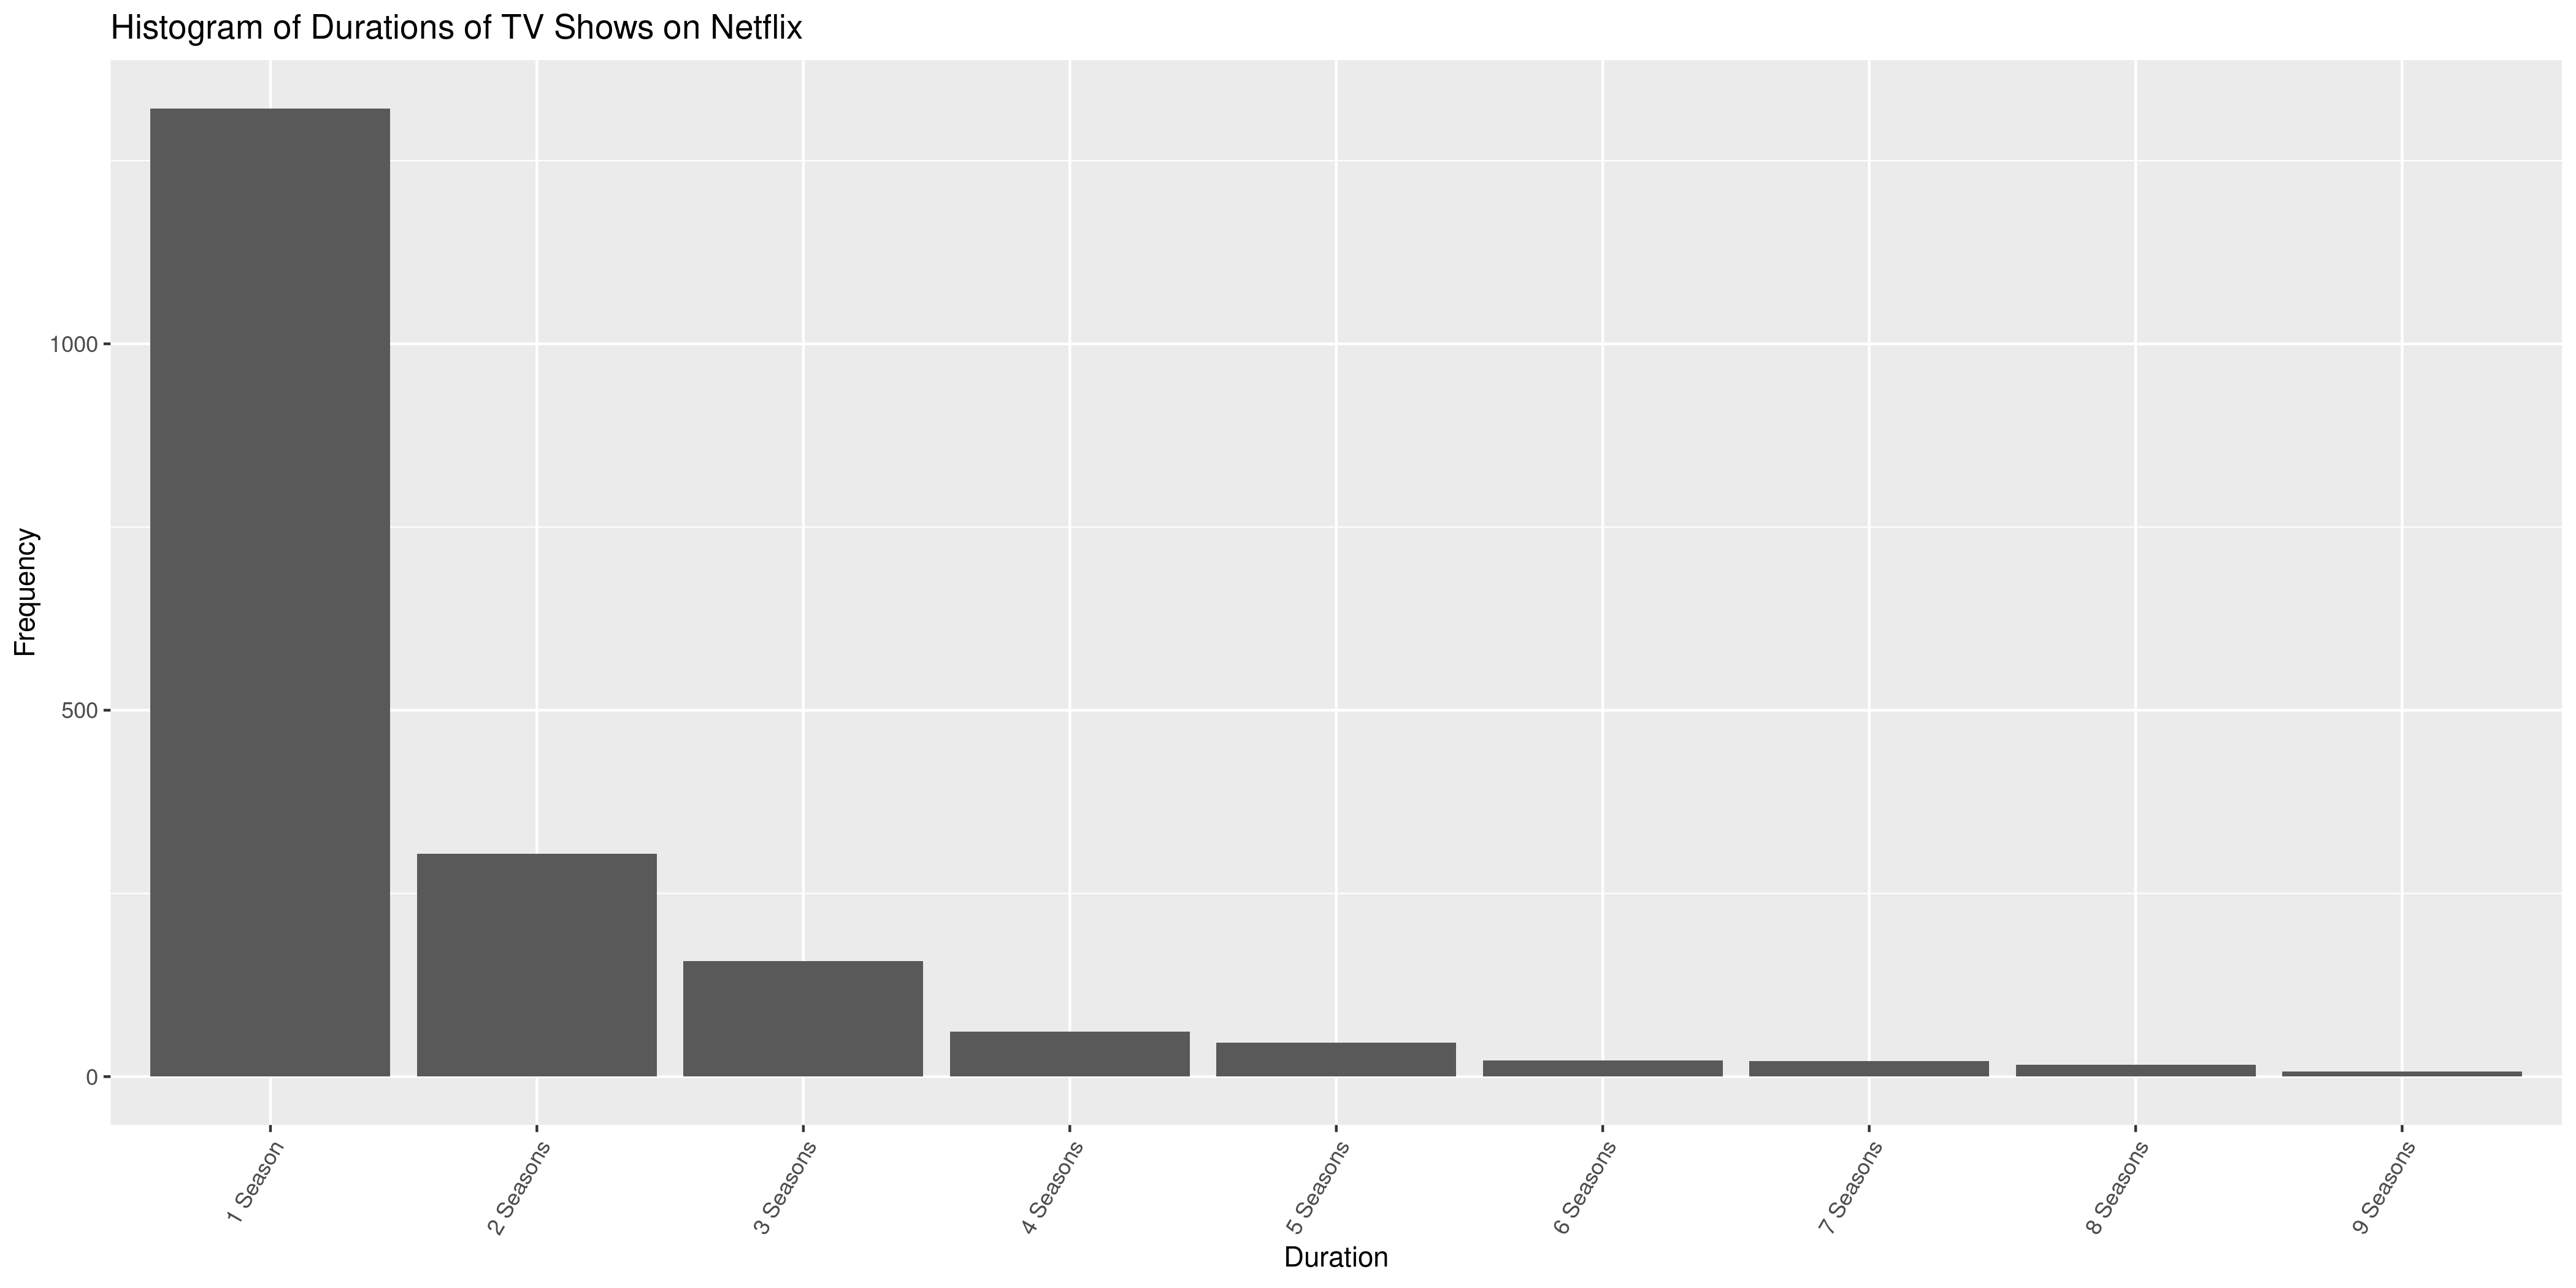 Histogram of Durations of TV Shows on Netflix
Frequency
1000
500
0
1 Season
2 Seasons
3 Seasons
4 Seasons
5 Seasons
6 Seasons
7 Seasons
8 Seasons
9 Seasons
Duration